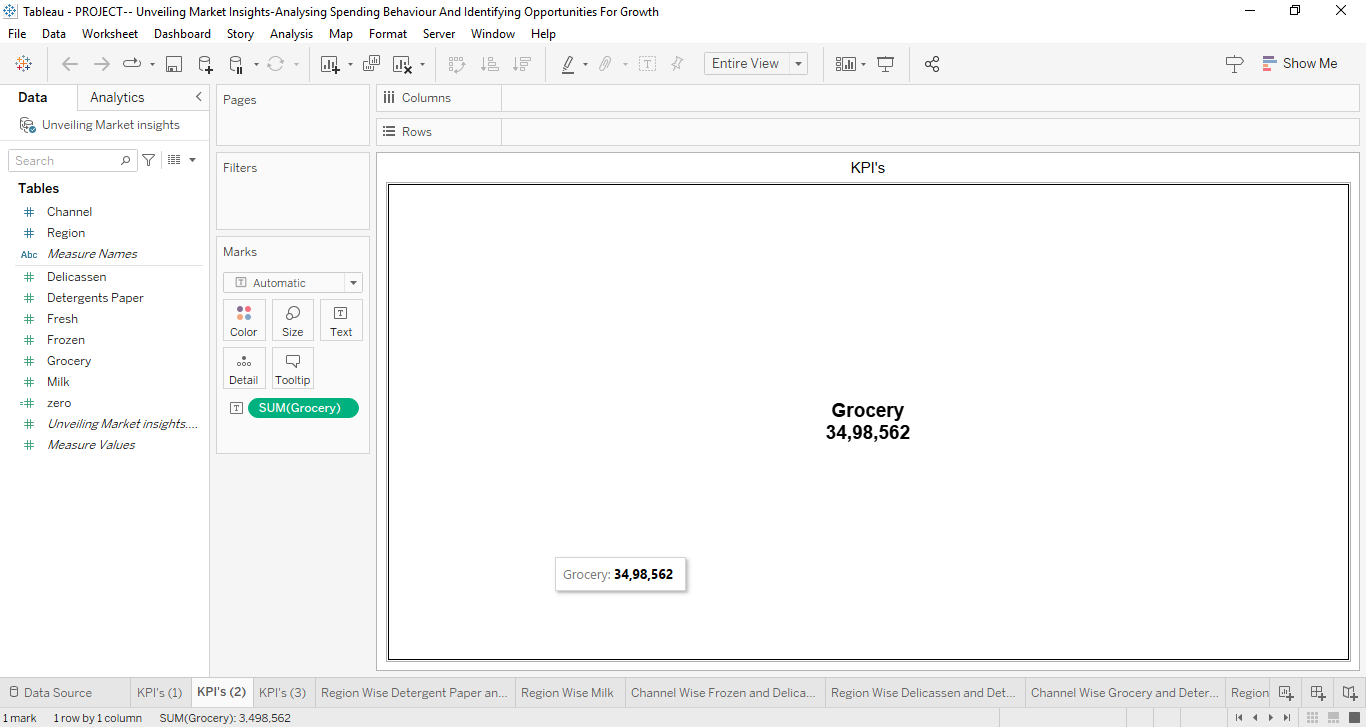 Tableau - PROJECT-- Unveiling Market Insights-Analysing Spending Behaviour And Identifying Opportunities For Growth
File Data Worksheet Dashboard Story Analysis Map Format Server Window Help
Entire View
Show Me
Data Analytics
Unveiling Market insights
Search
Tables
# Channel
# Region
Abc Measure Names
# Delicassen
# Detergents Paper
# Fresh
# Frozen
# Grocery
# Milk
=# zero
# Unveiling Market insights....
# Measure Values
Pages
Filters
Marks
T Automatic
Color Size T Text
Detail Tooltip
T SUM(Grocery)
Columns
Rows
KPI's
Grocery
34,98,562
Grocery: 34,98,562
Data Source KPI's (1) KPI's (2) KPI's (3) Region Wise Detergent Paper an... Region Wise Milk Channel Wise Frozen and Delica... Region Wise Delicassen and Det... Channel Wise Grocery and Deter... Region
1 mark 1 row by 1 column SUM(Grocery): 3,498,562